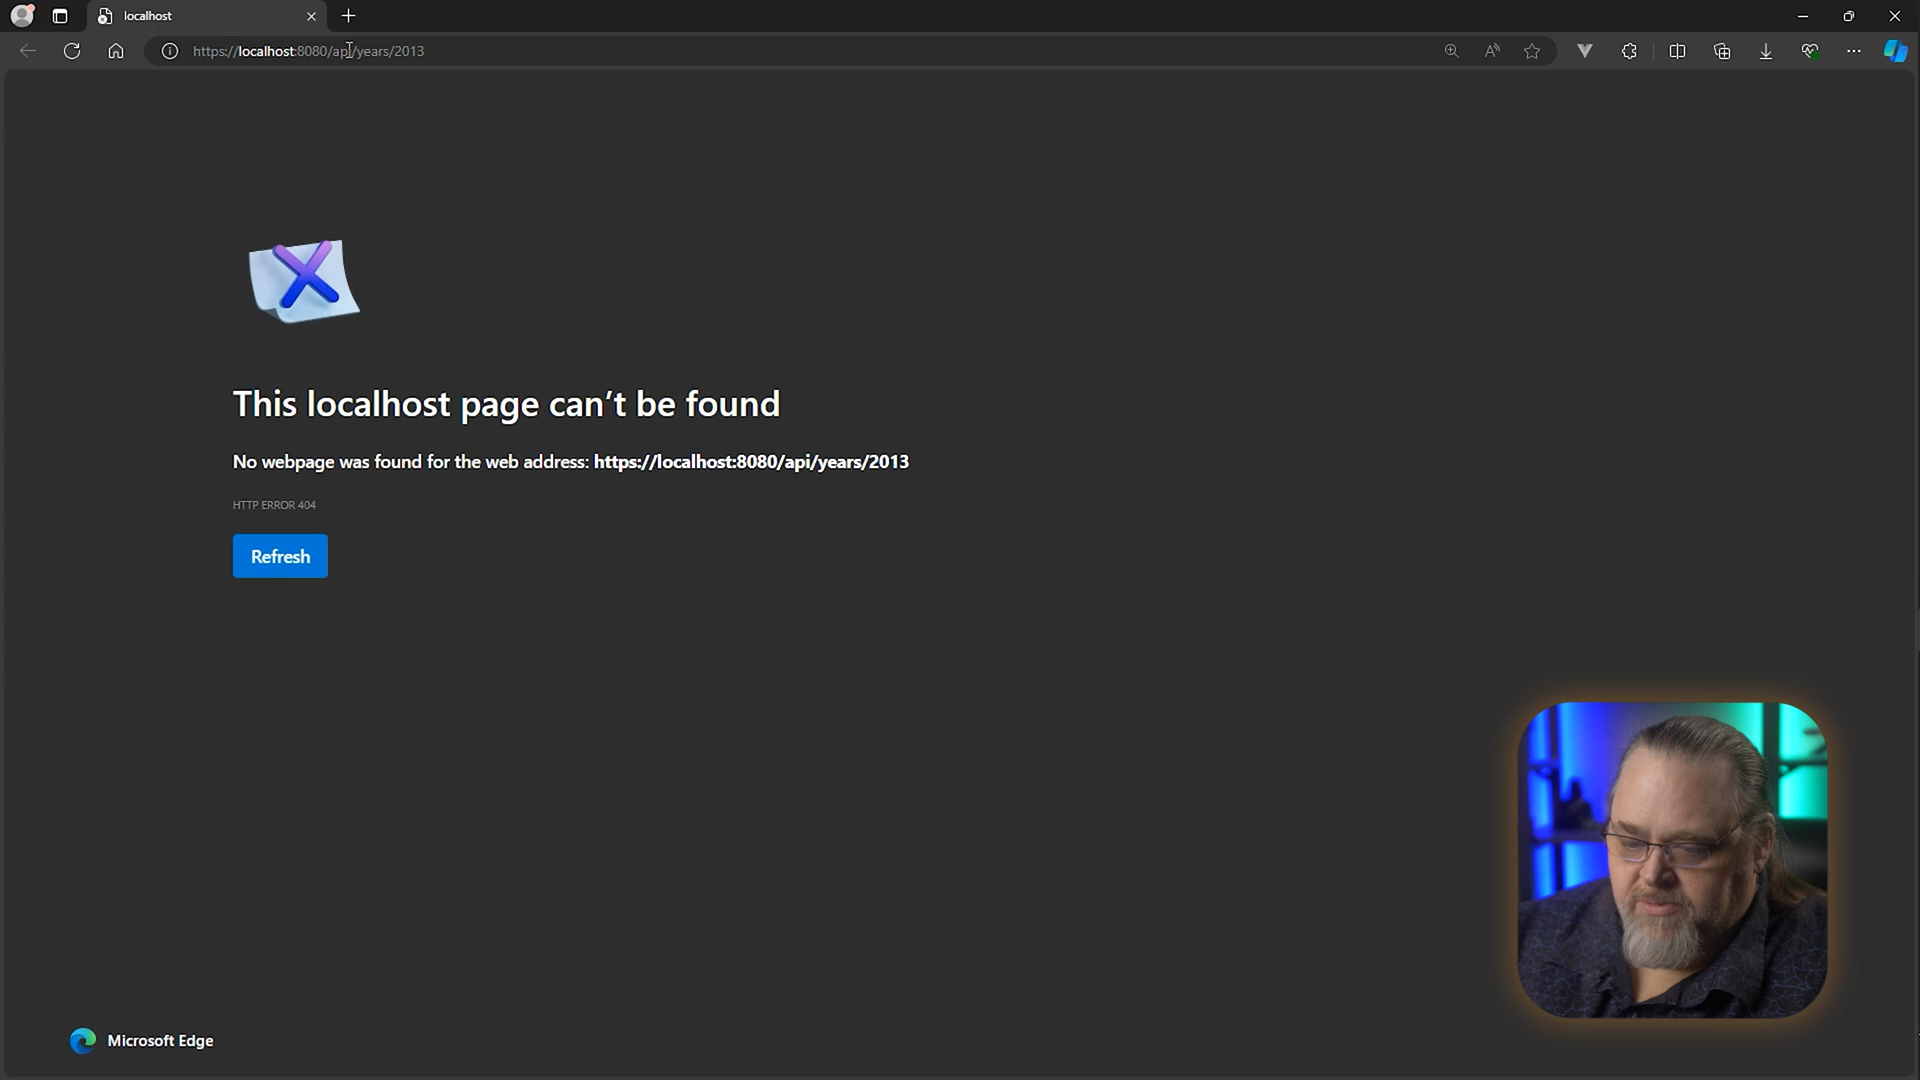 localhost
https://localhost:8080/api/years/2013
This localhost page can’t be found
No webpage was found for the web address: https://localhost:8080/api/years/2013
HTTP ERROR 404
Refresh
Microsoft Edge